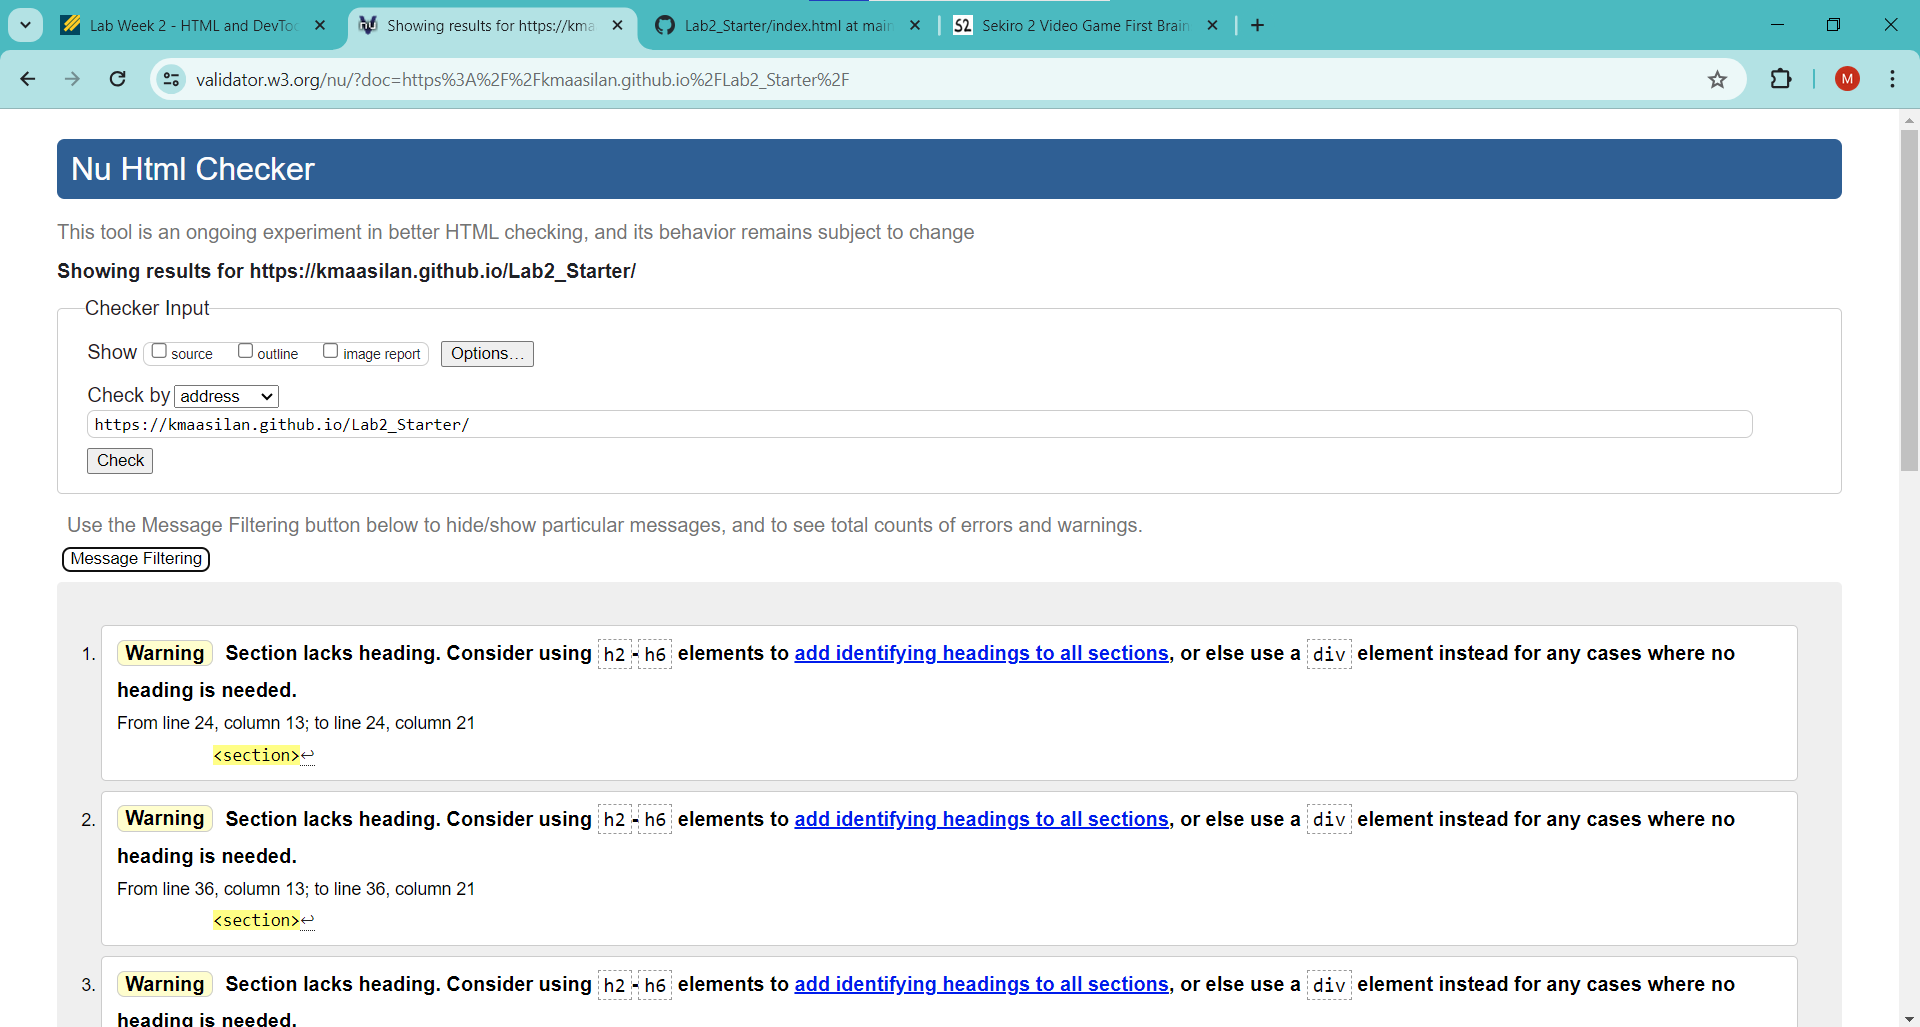 Lab Week 2 - HTML and DevToo
Showing results for https://kmaa
Lab2_Starter/index.html at main
S2 Sekiro 2 Video Game First Brain
validator.w3.org/nu/?doc=https%3A%2F%2Fkmaasilan.github.io%2FLab2_Starter%2F
M
Nu Html Checker
This tool is an ongoing experiment in better HTML checking, and its behavior remains subject to change
Showing results for https://kmaasilan.github.io/Lab2_Starter/
Checker Input
Show source outline image report Options…
Check by address
https://kmaasilan.github.io/Lab2_Starter/
Check
Use the Message Filtering button below to hide/show particular messages, and to see total counts of errors and warnings.
Message Filtering
1. Warning Section lacks heading. Consider using h2-h6 elements to add identifying headings to all sections, or else use a div element instead for any cases where no
heading is needed.
From line 24, column 13; to line 24, column 21
<section>↩
2. Warning Section lacks heading. Consider using h2-h6 elements to add identifying headings to all sections, or else use a div element instead for any cases where no
heading is needed.
From line 36, column 13; to line 36, column 21
<section>↩
3. Warning Section lacks heading. Consider using h2-h6 elements to add identifying headings to all sections, or else use a div element instead for any cases where no
heading is needed.